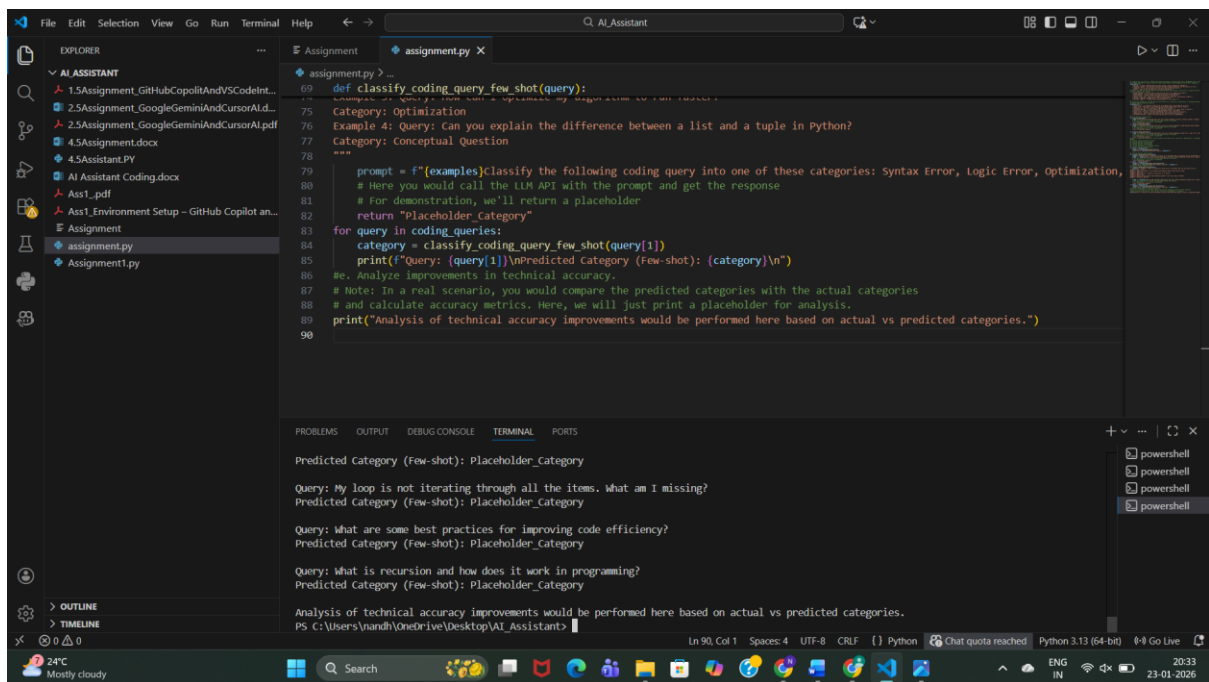 File Edit Selection View Go Run Terminal Help
AI_Assistant
EXPLORER
AI_ASSISTANT
1.5Assignment_GitHubCopolitAndVSCodeInt...
2.5Assignment_GoogleGeminiAndCursorAI.d...
2.5Assignment_GoogleGeminiAndCursorAI.pdf
4.5Assignment.docx
4.5Assistant.PY
AI Assistant Coding.docx
Ass1_.pdf
Ass1_Environment Setup – GitHub Copilot an...
Assignment
assignment.py
Assignment1.py
OUTLINE
TIMELINE
Assignment
assignment.py
assignment.py > ...
69 def classify_coding_query_few_shot(query):
74 Example 3: Query: How can I optimize my algorithm to run faster?
75 Category: Optimization
76 Example 4: Query: Can you explain the difference between a list and a tuple in Python?
77 Category: Conceptual Question
78 """
79 prompt = f"{examples}Classify the following coding query into one of these categories: Syntax Error, Logic Error, Optimization,
80 # Here you would call the LLM API with the prompt and get the response
81 # For demonstration, we'll return a placeholder
82 return "Placeholder_Category"
83 for query in coding_queries:
84 category = classify_coding_query_few_shot(query[1])
85 print(f"Query: {query[1]}\nPredicted Category (Few-shot): {category}\n")
86 #e. Analyze improvements in technical accuracy.
87 # Note: In a real scenario, you would compare the predicted categories with the actual categories
88 # and calculate accuracy metrics. Here, we will just print a placeholder for analysis.
89 print("Analysis of technical accuracy improvements would be performed here based on actual vs predicted categories.")
90
PROBLEMS OUTPUT DEBUG CONSOLE TERMINAL PORTS
Predicted Category (Few-shot): Placeholder_Category
Query: My loop is not iterating through all the items. What am I missing?
Predicted Category (Few-shot): Placeholder_Category
Query: What are some best practices for improving code efficiency?
Predicted Category (Few-shot): Placeholder_Category
Query: What is recursion and how does it work in programming?
Predicted Category (Few-shot): Placeholder_Category
Analysis of technical accuracy improvements would be performed here based on actual vs predicted categories.
PS C:\Users\nandh\OneDrive\Desktop\AI_Assistant>
powershell
powershell
powershell
powershell
0 0 Ln 90, Col 1 Spaces: 4 UTF-8 CRLF {} Python Chat quota reached Python 3.13 (64-bit) Go Live
7
24°C
Mostly cloudy
Search
ENG
IN
20:33
23-01-2026